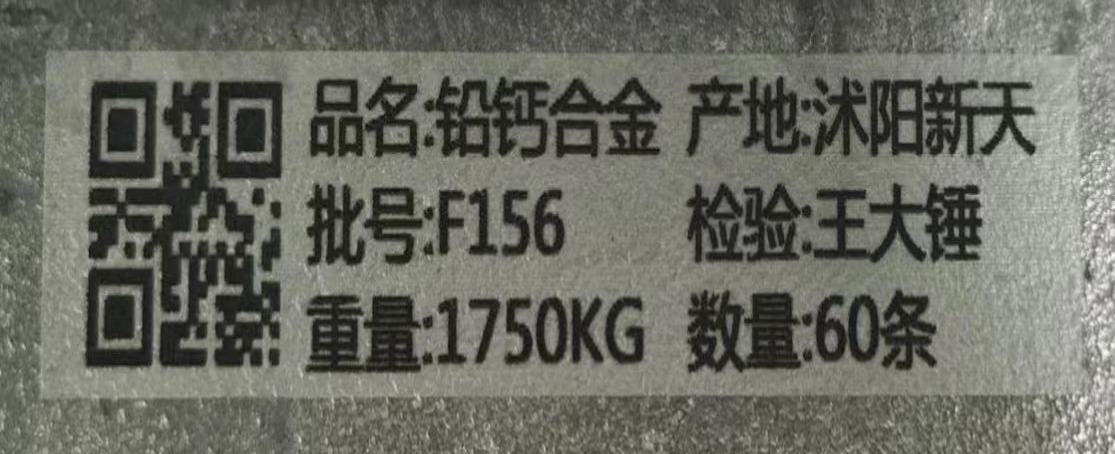 品名:铅钙合金 产地:沭阳新天
批号:F156 检验:王大锤
重量:1750KG 数量:60条